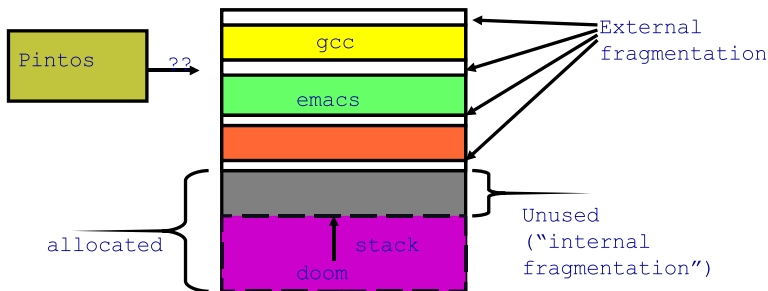 gcc
External
fragmentation
Pintos
??
emacs
allocated
stack
doom
Unused
(“internal
fragmentation”)